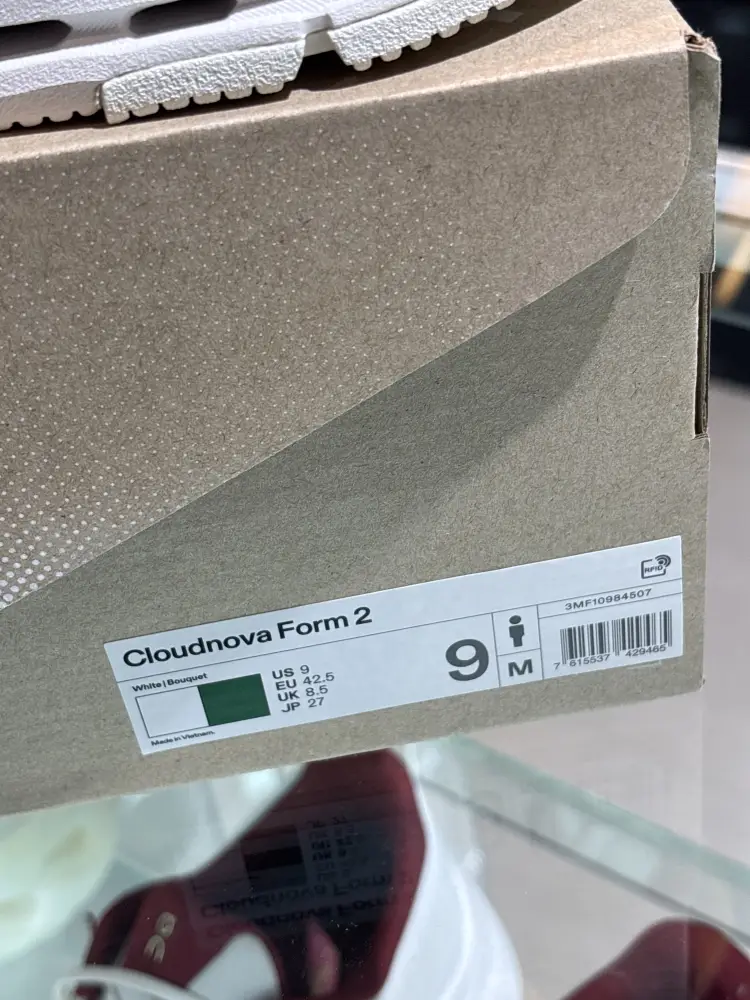 RFID
Cloudnova Form 2
White | Bouquet
US 9
EU 42.5
UK 8.5
JP 27
Made in Vietnam.
9
M
3MF10984507
7 615537 429465